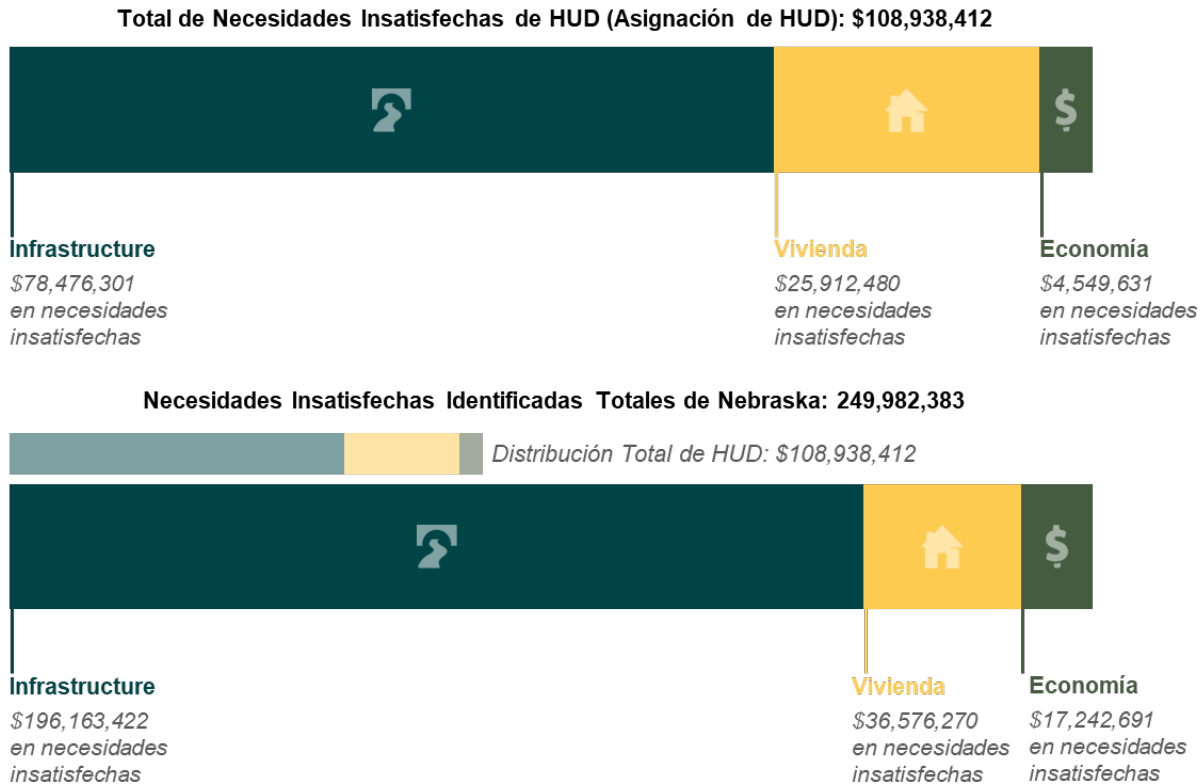 Total de Necesidades Insatisfechas de HUD (Asignación de HUD): $108,938,412
$
Infrastructure
$78,476,301
en necesidades
insatisfechas
Vivienda
$25,912,480
en necesidades
insatisfechas
Economía
$4,549,631
en necesidades
insatisfechas
Necesidades Insatisfechas Identificadas Totales de Nebraska: 249,982,383
Distribución Total de HUD: $108,938,412
$
Infrastructure
$196,163,422
en necesidades
insatisfechas
Vivienda
$36,576,270
en necesidades
insatisfechas
Economía
$17,242,691
en necesidades
insatisfechas